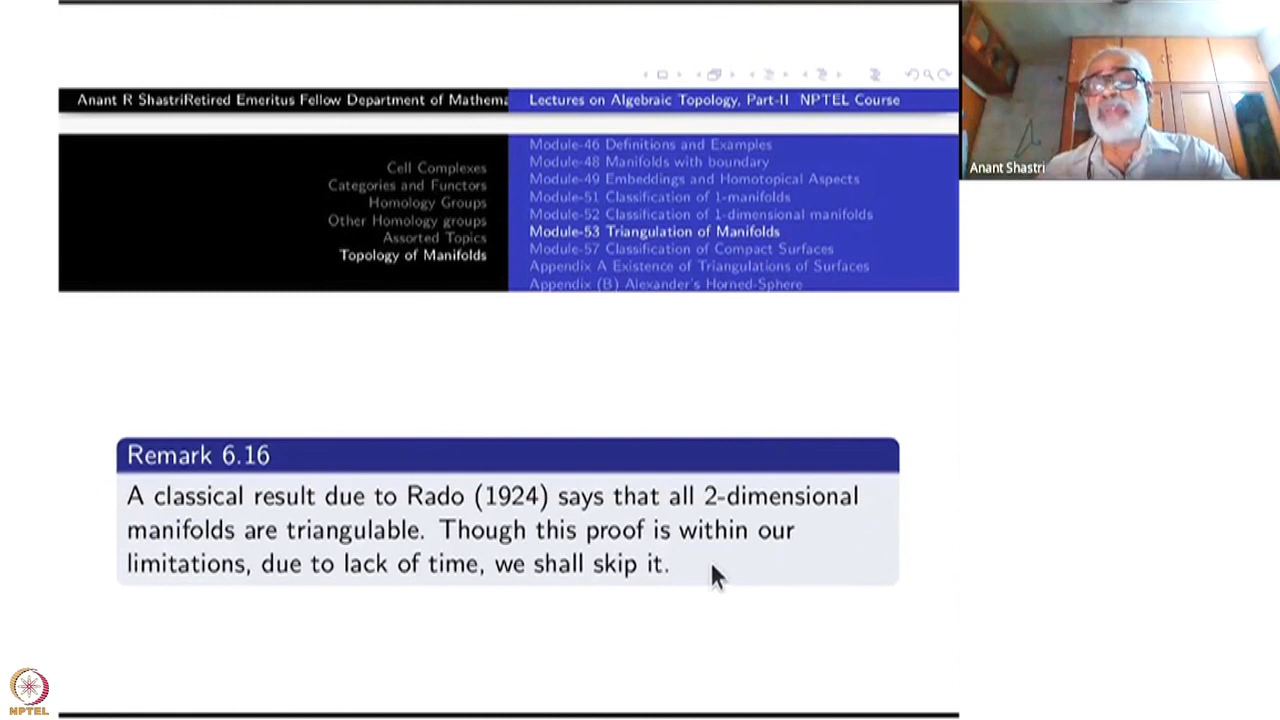 Anant R ShastriRetired Emeritus Fellow Department of Mathema
Lectures on Algebraic Topology, Part-II NPTEL Course
Cell Complexes
Categories and Functors
Homology Groups
Other Homology groups
Assorted Topics
Topology of Manifolds
Module-46 Definitions and Examples
Module-48 Manifolds with boundary
Module-49 Embeddings and Homotopical Aspects
Module-51 Classification of 1-manifolds
Module-52 Classification of 1-dimensional manifolds
Module-53 Triangulation of Manifolds
Module-57 Classification of Compact Surfaces
Appendix A Existence of Triangulations of Surfaces
Appendix (B) Alexander's Horned-Sphere
Anant Shastri
Remark 6.16
A classical result due to Rado (1924) says that all 2-dimensional
manifolds are triangulable. Though this proof is within our
limitations, due to lack of time, we shall skip it.
NPTEL